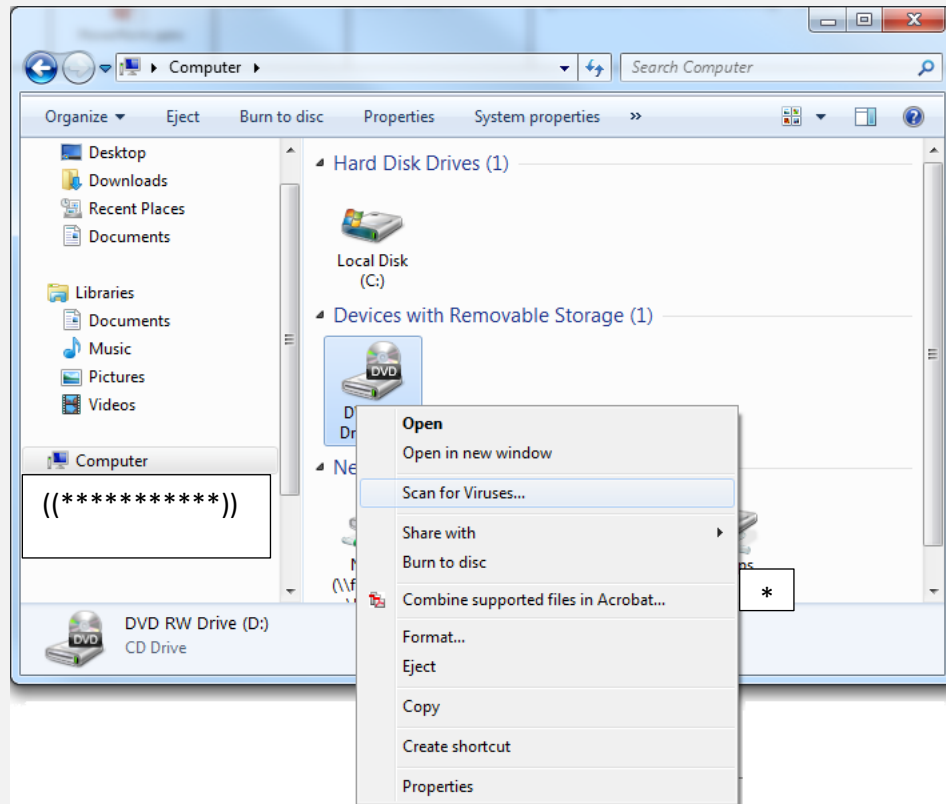 Computer
Search Computer
Organize
Eject
Burn to disc
Properties
System properties
»
Desktop
Downloads
Recent Places
Documents
Libraries
Documents
Music
Pictures
Videos
Computer
((***********))
Hard Disk Drives (1)
Local Disk
(C:)
Devices with Removable Storage (1)
DVD
Open
Open in new window
Scan for Viruses...
Share with
Burn to disc
Combine supported files in Acrobat...
Format...
Eject
Copy
Create shortcut
Properties
*
DVD
DVD RW Drive (D:)
CD Drive